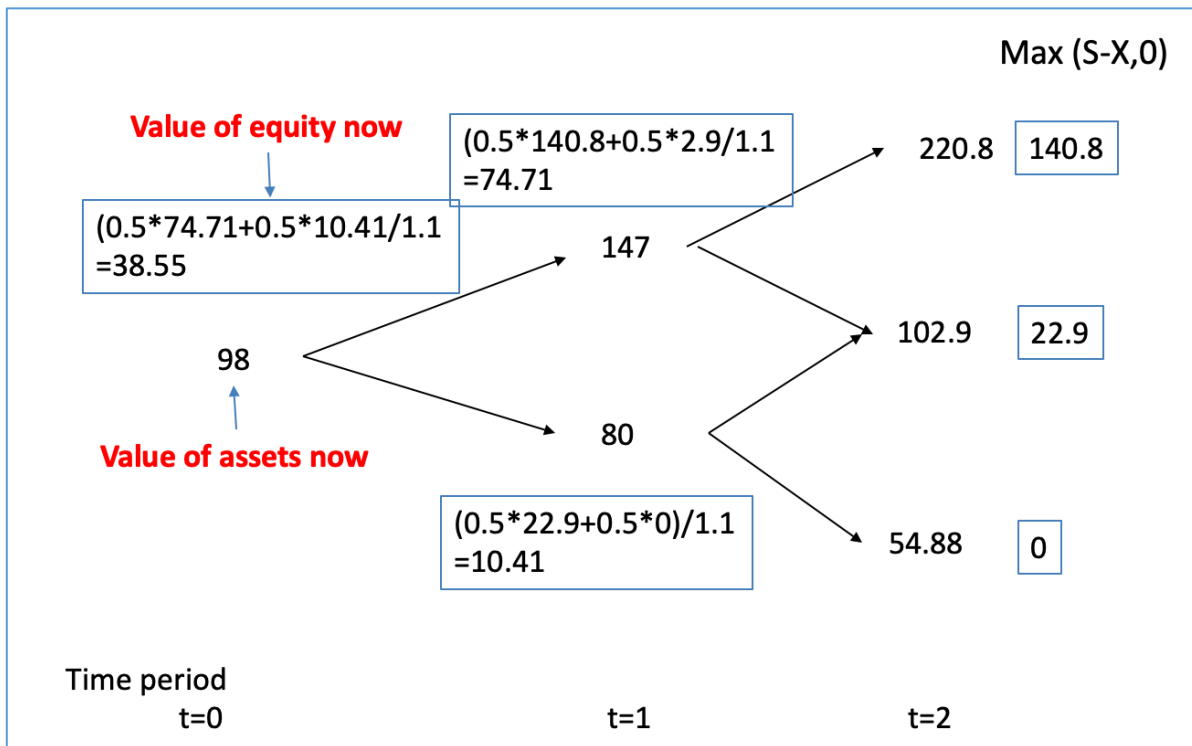 Max (S-X,0)
Value of equity now
(0.5*140.8+0.5*2.9/1.1
=74.71
220.8
140.8
(0.5*74.71+0.5*10.41/1.1
=38.55
147
102.9
22.9
98
80
Value of assets now
(0.5*22.9+0.5*0)/1.1
=10.41
54.88
0
Time period
t=0
t=1
t=2